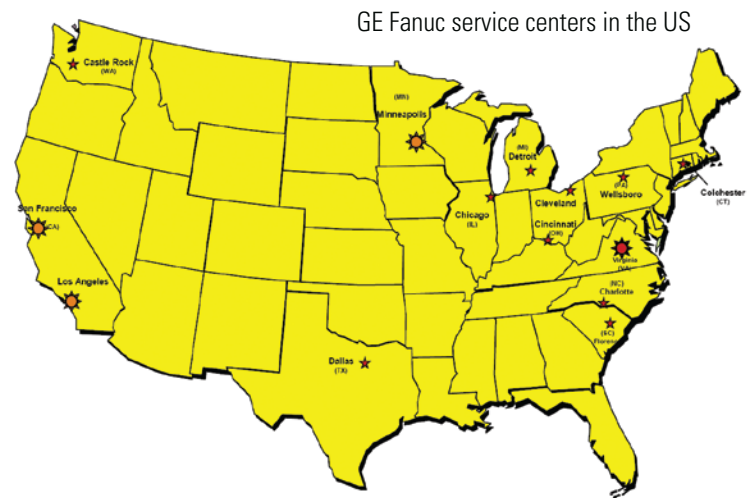 GE Fanuc service centers in the US
Castle Rock
(WA)
(MN)
Minneapolis
(MI)
Detroit
(PA)
Wellsboro
Colchester
(CT)
Cleveland
Chicago
(IL)
Cincinnati
(OH)
San Francisco
(CA)
Virginia
(VA)
Los Angeles
(NC)
Charlotte
(SC)
Florence
Dallas
(TX)